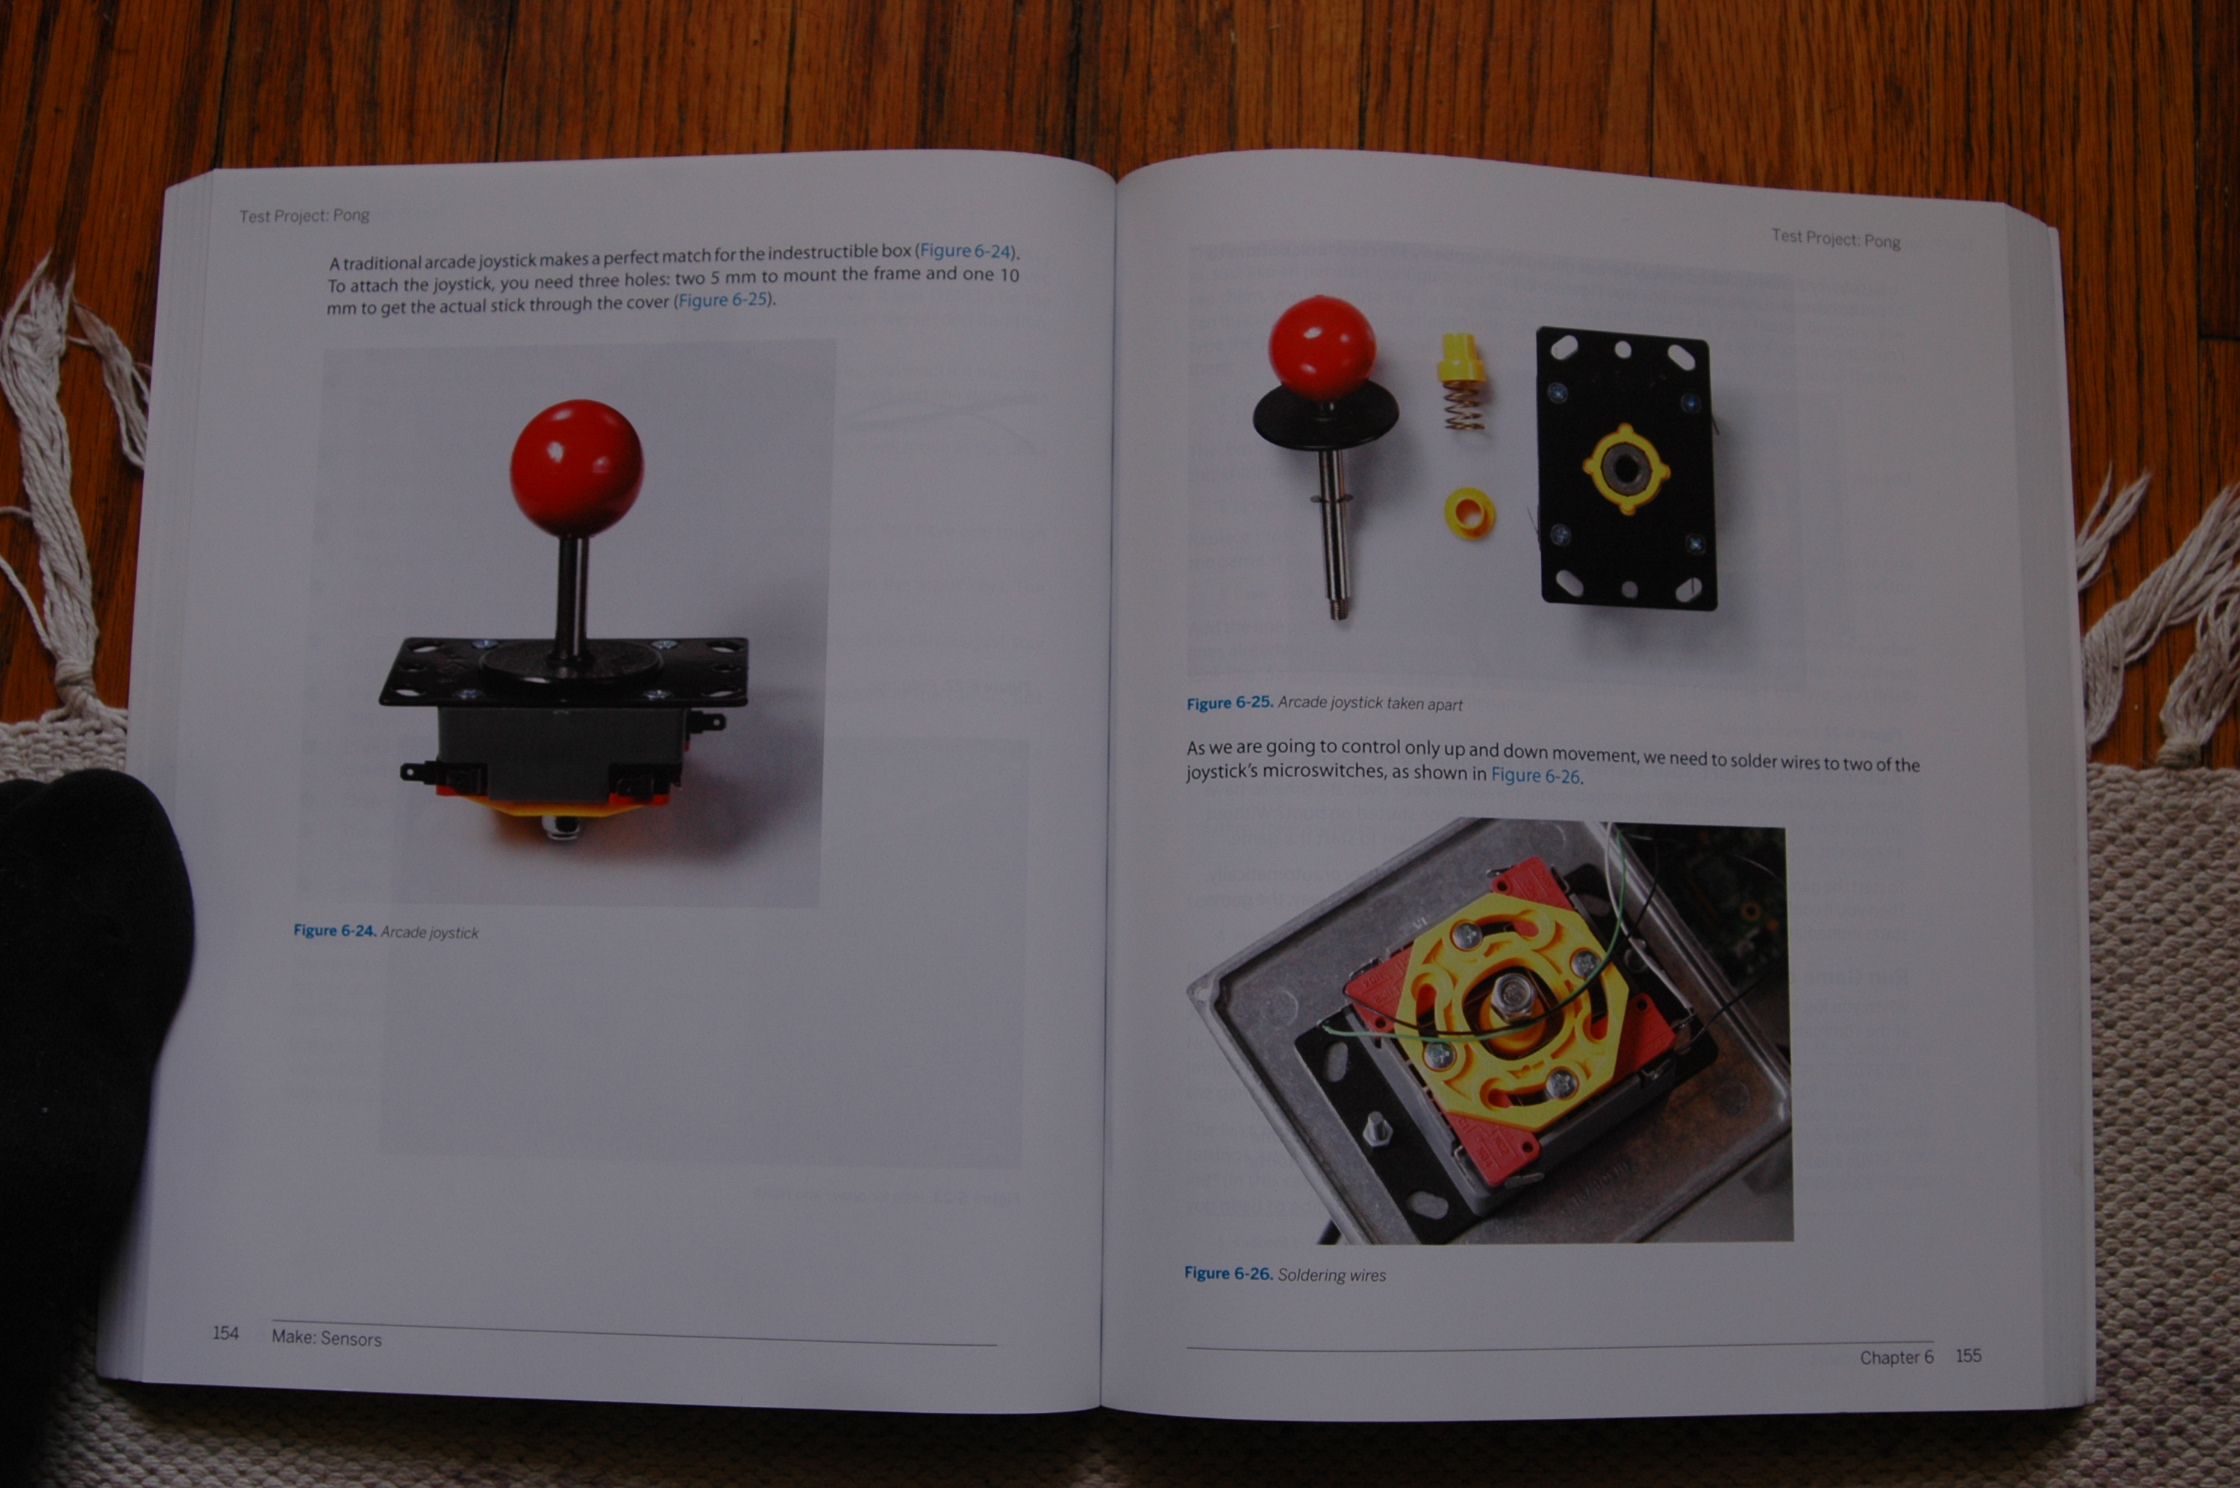 Test Project: Pong
A traditional arcade joystick makes a perfect match for the indestructible box (Figure 6-24).
To attach the joystick, you need three holes: two 5 mm to mount the frame and one 10
mm to get the actual stick through the cover (Figure 6-25).
Figure 6-24. Arcade joystick
154 Make: Sensors
Test Project: Pong
Figure 6-25. Arcade joystick taken apart
As we are going to control only up and down movement, we need to solder wires to two of the
joystick's microswitches, as shown in Figure 6-26.
Figure 6-26. Soldering wires
Chapter 6 155